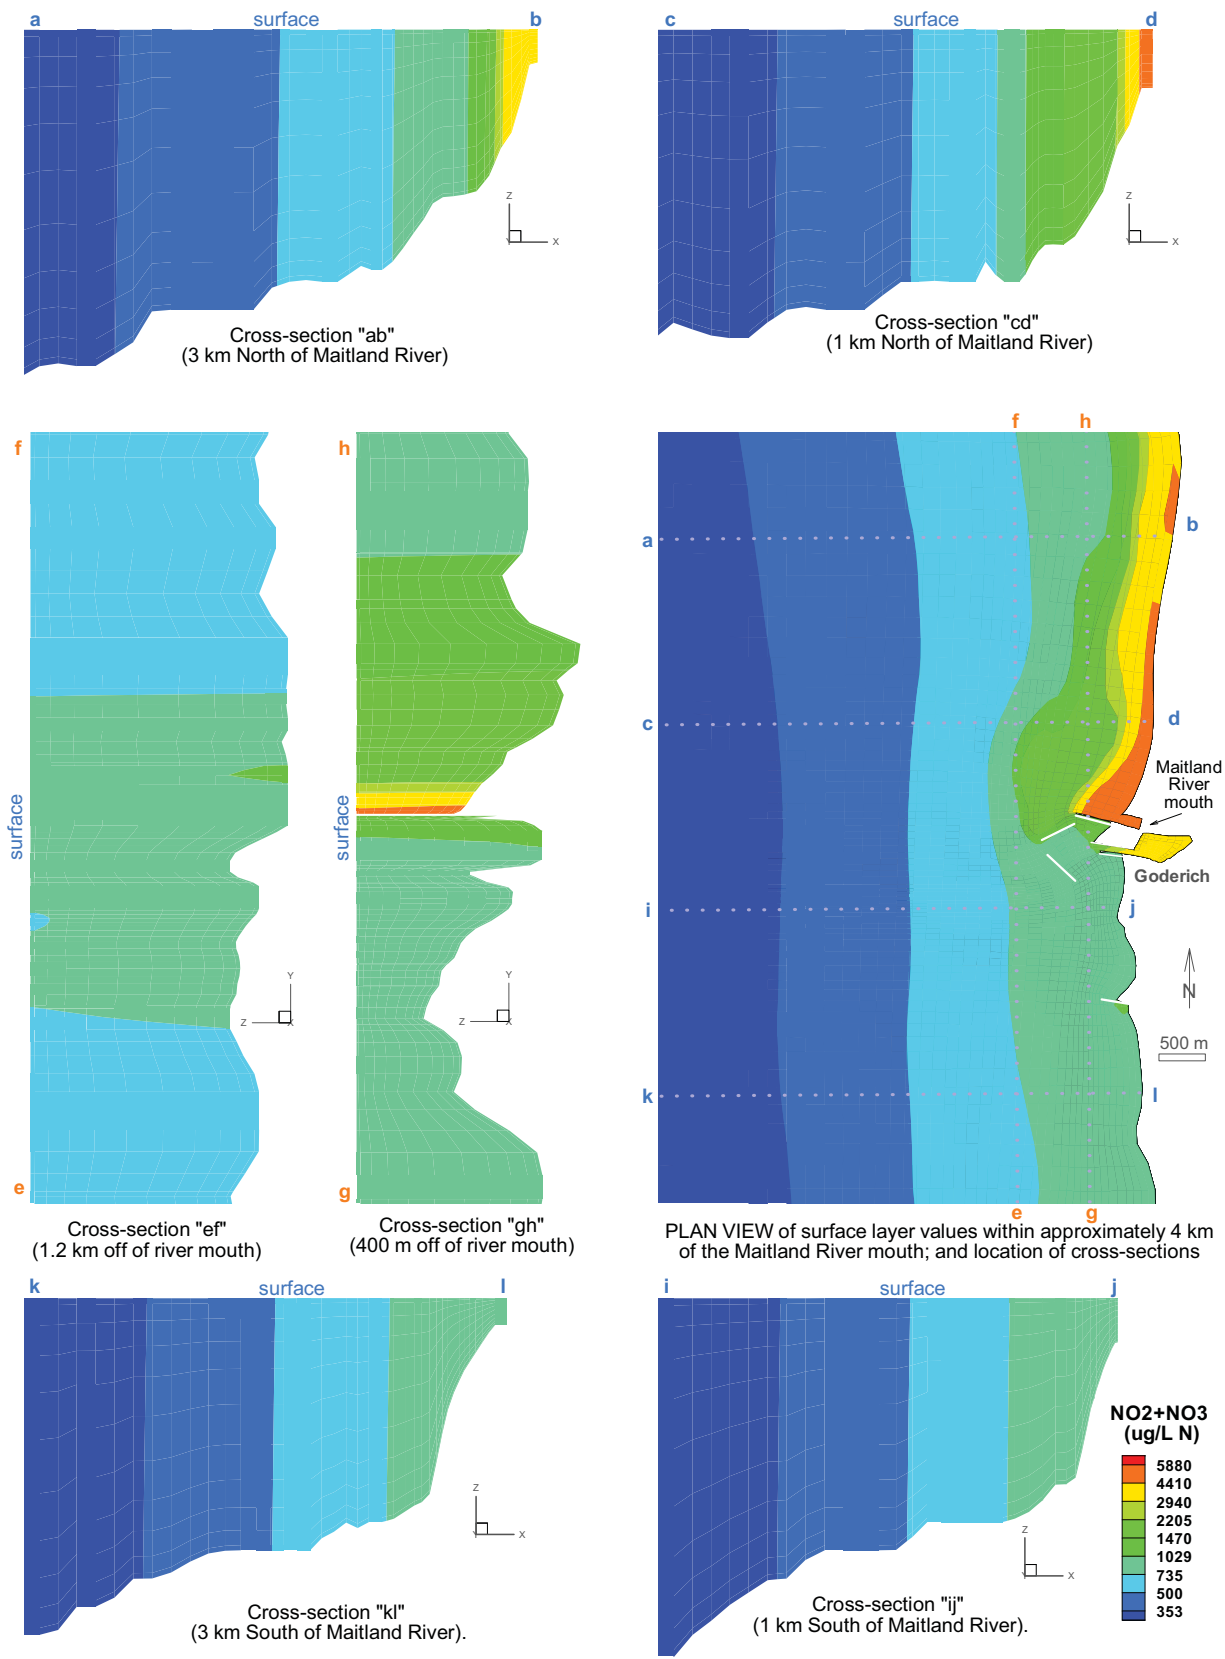 a surface b
c surface d
Z
Y X
Z
Y X
Cross-section "ab"
(3 km North of Maitland River)
Cross-section "cd"
(1 km North of Maitland River)
f
h
f h
a b
c d
Maitland
River
mouth
surface
surface
Goderich
i j
Y
Z X
Y
Z X
N
500 m
k l
e
g
e g
Cross-section "ef"
(1.2 km off of river mouth)
Cross-section "gh"
(400 m off of river mouth)
PLAN VIEW of surface layer values within approximately 4 km
of the Maitland River mouth; and location of cross-sections
k surface l
i surface j
NO2+NO3
(ug/L N)
5880
4410
2940
2205
1470
1029
735
500
353
Z
Y X
Z
Y X
Cross-section "kl"
(3 km South of Maitland River).
Cross-section "ij"
(1 km South of Maitland River).